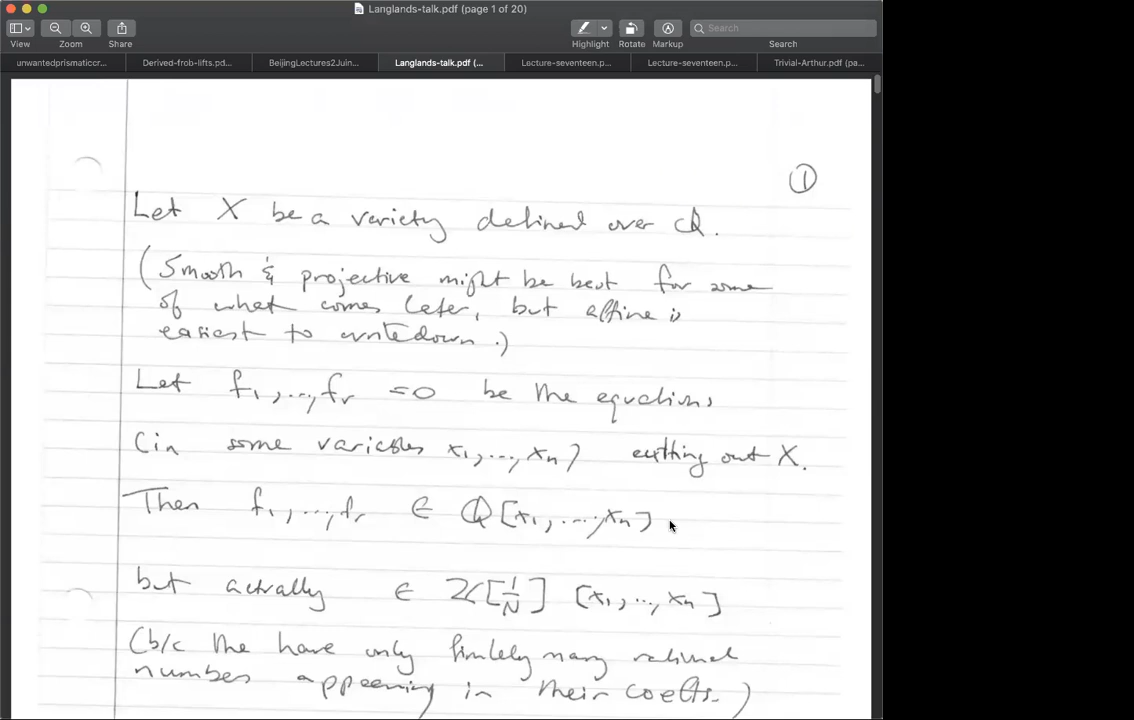 Langlands-talk.pdf (page 1 of 20)
View Zoom Share Highlight Rotate Markup Search
Search
unwantedprismaticcr... Derived-frob-lifts.pd... BeijingLectures2Juin... Langlands-talk.pdf (... Lecture-seventeen.p... Lecture-seventeen.p... Trivial-Arthur.pdf (pa...
1
Let X be a variety defined over Q.
(Smooth & projective might be best for some
of what comes later, but affine is
easiest to write down.)
Let f₁,...,fᵣ = 0 be the equations
(in some variables x₁,...,xₙ) cutting out X.
Then f₁,...,fᵣ ∈ Q[x₁,...,xₙ]
but actually ∈ Z[1/N] [x₁,...,xₙ]
(b/c the have only finitely many rational
numbers appearing in their coeffs.)